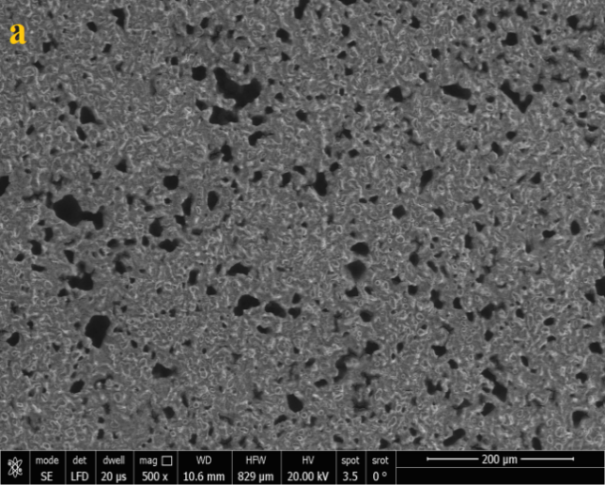 a
mode det dwell mag WD HFW HV spot srot
SE LFD 20 µs 500 x 10.6 mm 829 µm 20.00 kV 3.5 0 °
200 µm